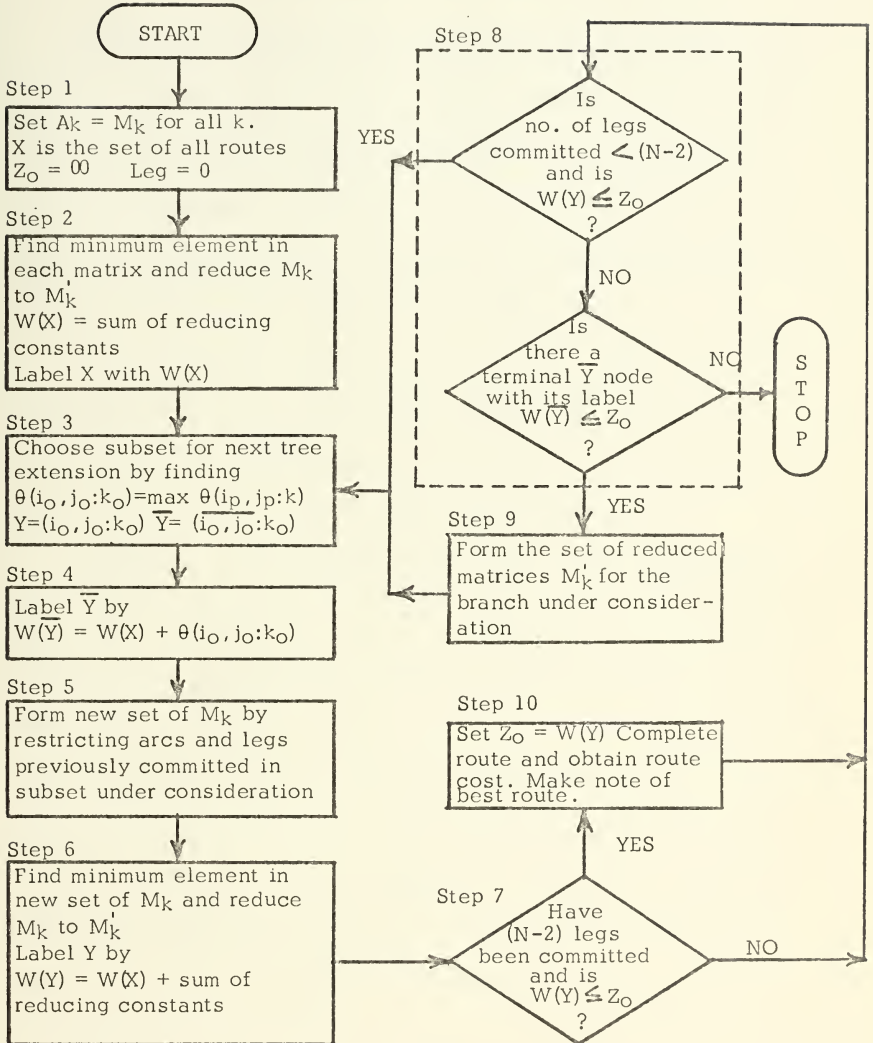 START
Step 1
Set Ak = Mk for all k.
X is the set of all routes
Zo = ∞ Leg = 0
Step 2
Find minimum element in
each matrix and reduce Mk
to M'k
W(X) = sum of reducing
constants
Label X with W(X)
Step 3
Choose subset for next tree
extension by finding
θ(io, jo:ko)=max θ(ip, jp:k)
Y=(io, jo:ko) Y̅= (i̅o̅,̅ j̅o̅:ko)
Step 4
Label Y̅ by
W(Y̅) = W(X) + θ(io, jo:ko)
Step 5
Form new set of Mk by
restricting arcs and legs
previously committed in
subset under consideration
Step 6
Find minimum element in
new set of Mk and reduce
Mk to M'k
Label Y by
W(Y) = W(X) + sum of
reducing constants
Step 7
Have
(N-2) legs
been committed
and is
W(Y) ≤ Zo
?
YES
NO
Step 10
Set Zo = W(Y) Complete
route and obtain route
cost. Make note of
best route.
Step 8
Is
no. of legs
committed < (N-2)
and is
W(Y) ≤ Zo
?
YES
NO
Is
there a
terminal Y̅ node
with its label
W(Y̅) ≤ Zo
?
NO
STOP
YES
Step 9
Form the set of reduced
matrices M'k for the
branch under consider-
ation